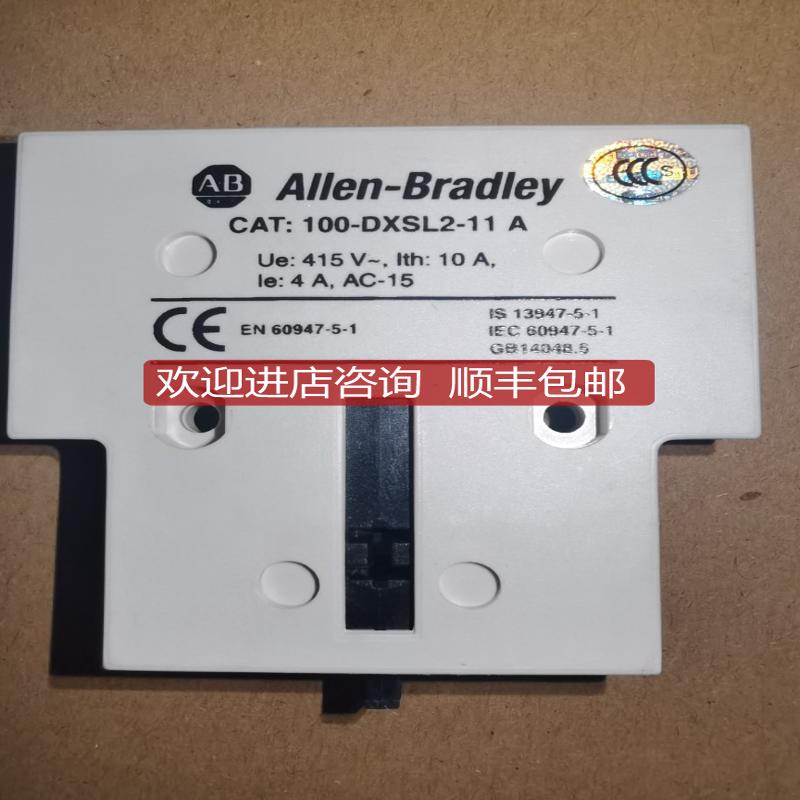 AB Allen-Bradley
CAT: 100-DXSL2-11 A
Ue: 415 V~, Ith: 10 A,
Ie: 4 A, AC-15
CE EN 60947-5-1
IS 13947-5-1
IEC 60947-5-1
GB14048.5
CCC S
欢迎进店咨询 顺丰包邮